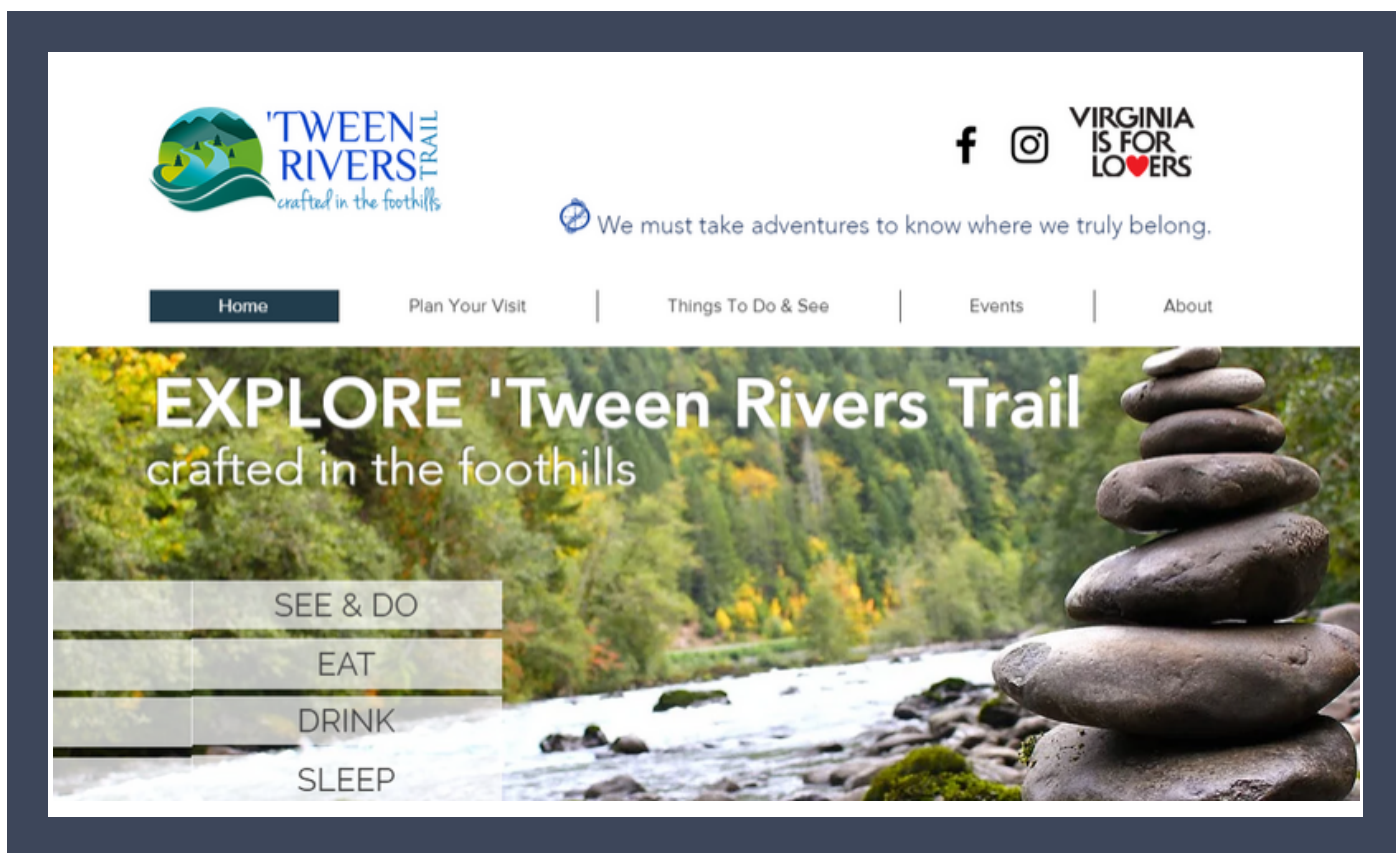 'TWEEN
RIVERS
TRAIL
crafted in the foothills
f
VIRGINIA
IS FOR
LOVERS
We must take adventures to know where we truly belong.
Home
Plan Your Visit
Things To Do & See
Events
About
EXPLORE 'Tween Rivers Trail
crafted in the foothills
SEE & DO
EAT
DRINK
SLEEP